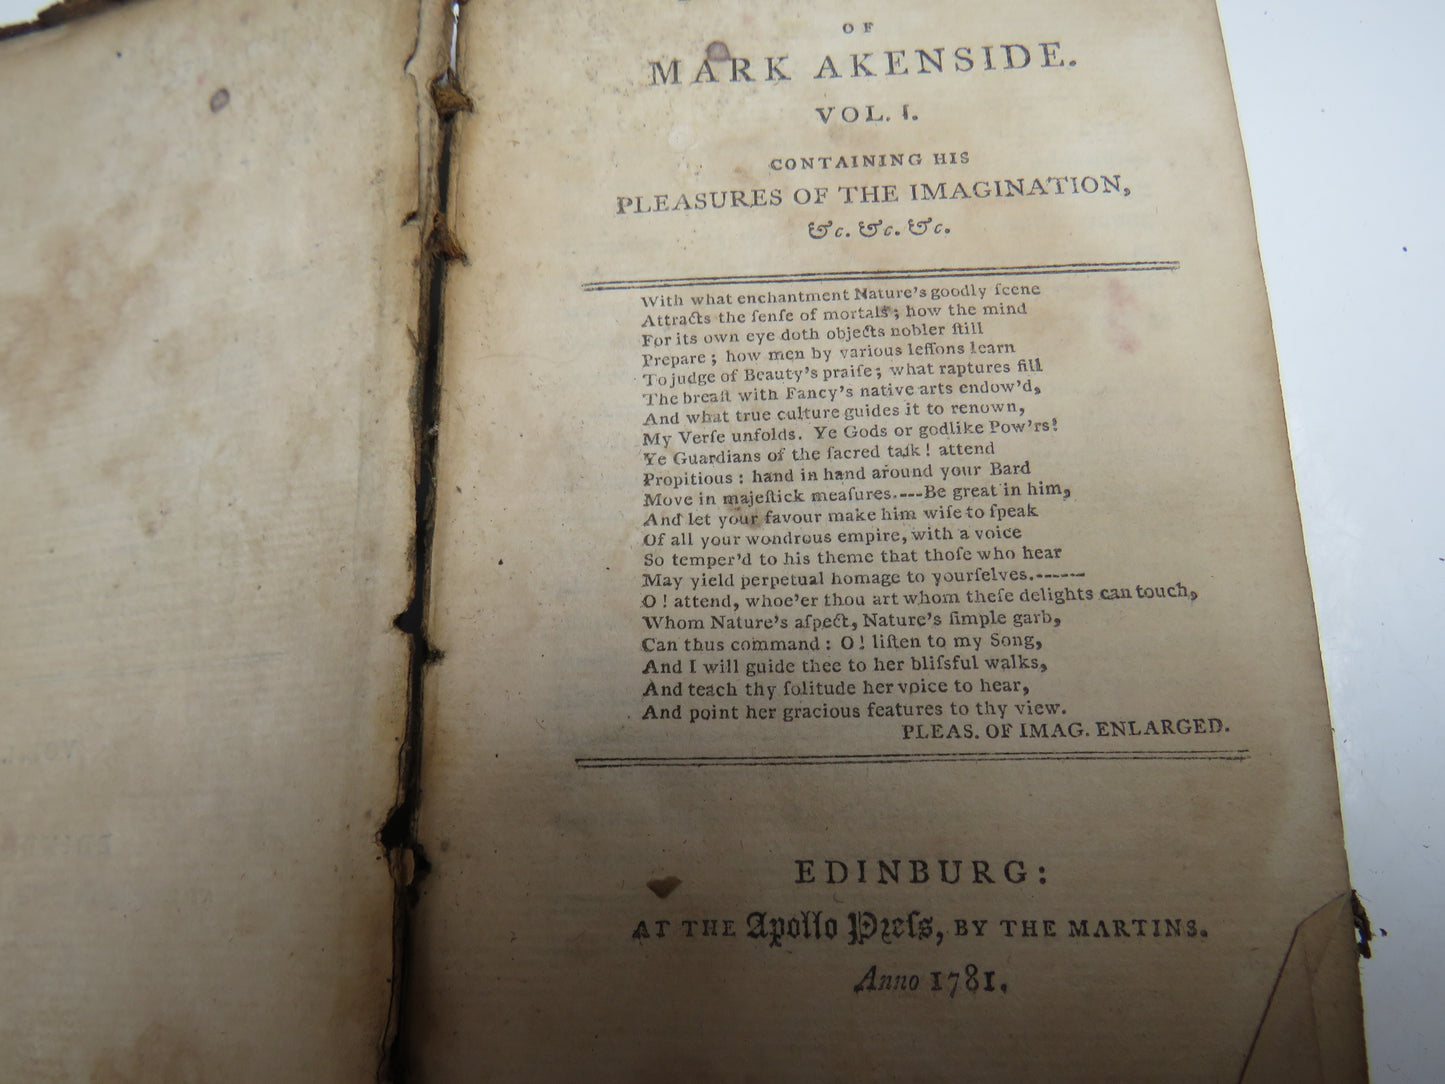 OF
MARK AKENSIDE.
VOL. I.
CONTAINING HIS
PLEASURES OF THE IMAGINATION,
&c. &c. &c.
With what enchantment Nature's goodly ſcene
Attracts the ſenſe of mortals; how the mind
For its own eye doth objects nobler ſtill
Prepare; how men by various leſſons learn
To judge of Beauty's praiſe; what raptures fill
The breaſt with Fancy's native arts endow'd,
And what true culture guides it to renown,
My Verſe unfolds. Ye Gods or godlike Pow'rs!
Ye Guardians of the ſacred taſk! attend
Propitious: hand in hand around your Bard
Move in majeſtick meaſures.---Be great in him,
And let your favour make him wiſe to ſpeak
Of all your wondrous empire, with a voice
So temper'd to his theme that thoſe who hear
May yield perpetual homage to yourſelves.------
O! attend, whoe'er thou art whom theſe delights can touch,
Whom Nature's aſpect, Nature's ſimple garb,
Can thus command: O! liſten to my Song,
And I will guide thee to her bliſsful walks,
And teach thy ſolitude her voice to hear,
And point her gracious features to thy view.
PLEAS. OF IMAG. ENLARGED.
EDINBURG:
AT THE Apollo Preſs, BY THE MARTINS.
Anno 1781.